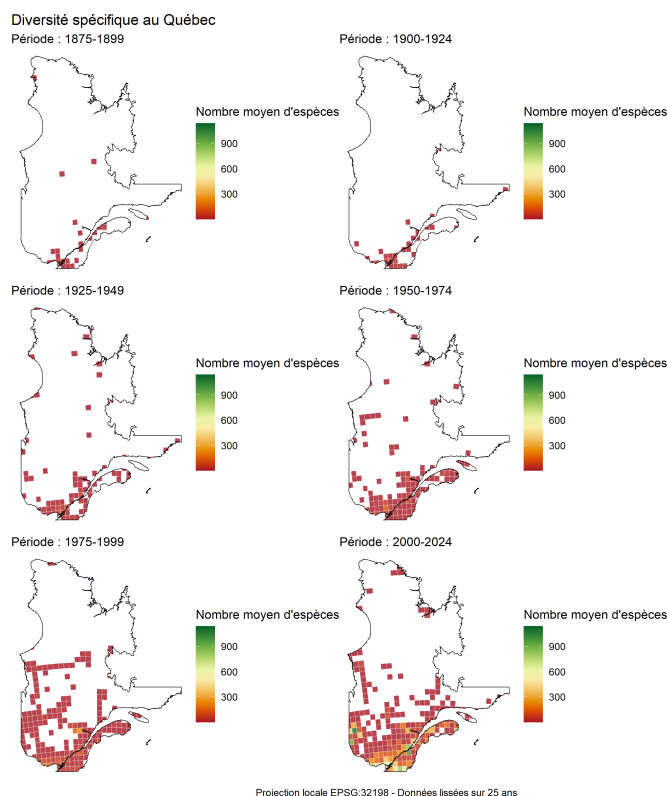 Diversité spécifique au Québec
Période : 1875-1899
Nombre moyen d'espèces
900
600
300
Période : 1900-1924
Nombre moyen d'espèces
900
600
300
Période : 1925-1949
Nombre moyen d'espèces
900
600
300
Période : 1950-1974
Nombre moyen d'espèces
900
600
300
Période : 1975-1999
Nombre moyen d'espèces
900
600
300
Période : 2000-2024
Nombre moyen d'espèces
900
600
300
Projection locale EPSG:32198 - Données lissées sur 25 ans